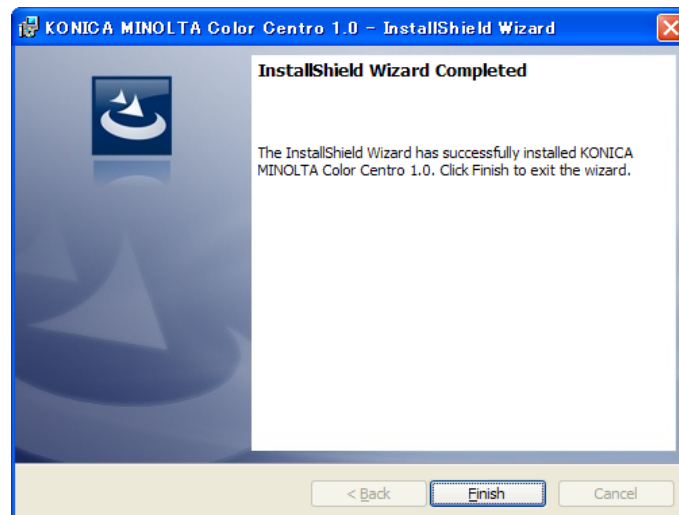 KONICA MINOLTA Color Centro 1.0 - InstallShield Wizard
InstallShield Wizard Completed
The InstallShield Wizard has successfully installed KONICA
MINOLTA Color Centro 1.0. Click Finish to exit the wizard.
< Back Finish Cancel